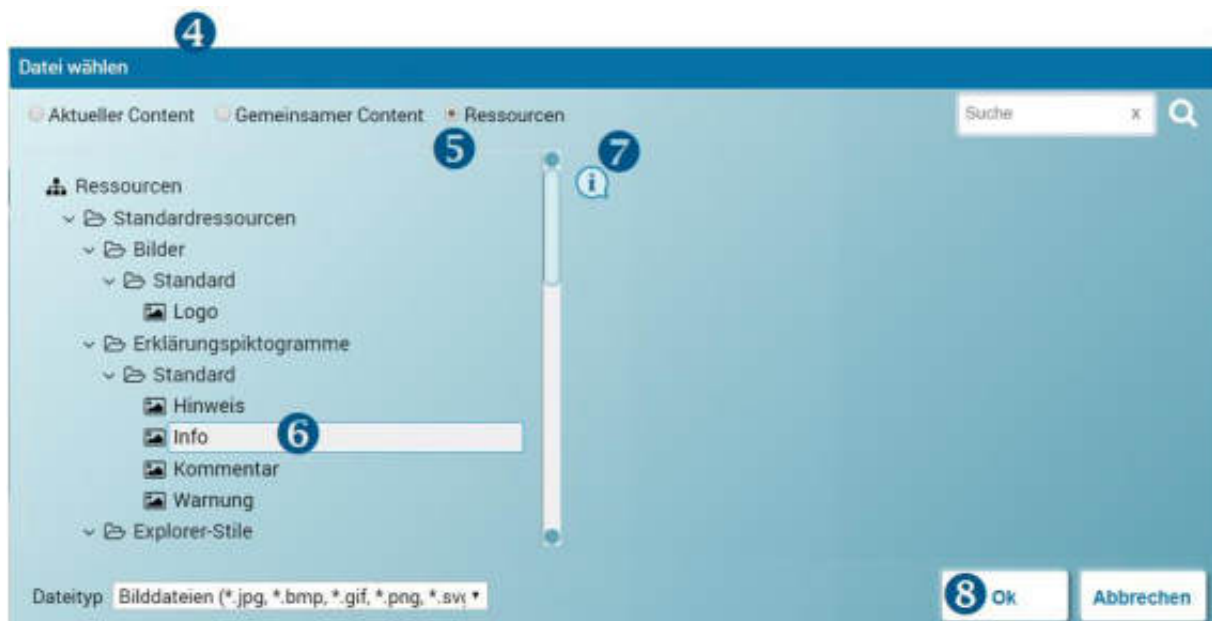 4
Datei wählen
Aktueller Content Gemeinsamer Content Ressourcen Suche x
5 7
i
Ressourcen
Standardressourcen
Bilder
Standard
Logo
Erklärungspiktogramme
Standard
Hinweis
Info 6
Kommentar
Warnung
Explorer-Stile
Dateityp Bilddateien (*.jpg, *.bmp, *.gif, *.png, *.svg 8 Ok Abbrechen